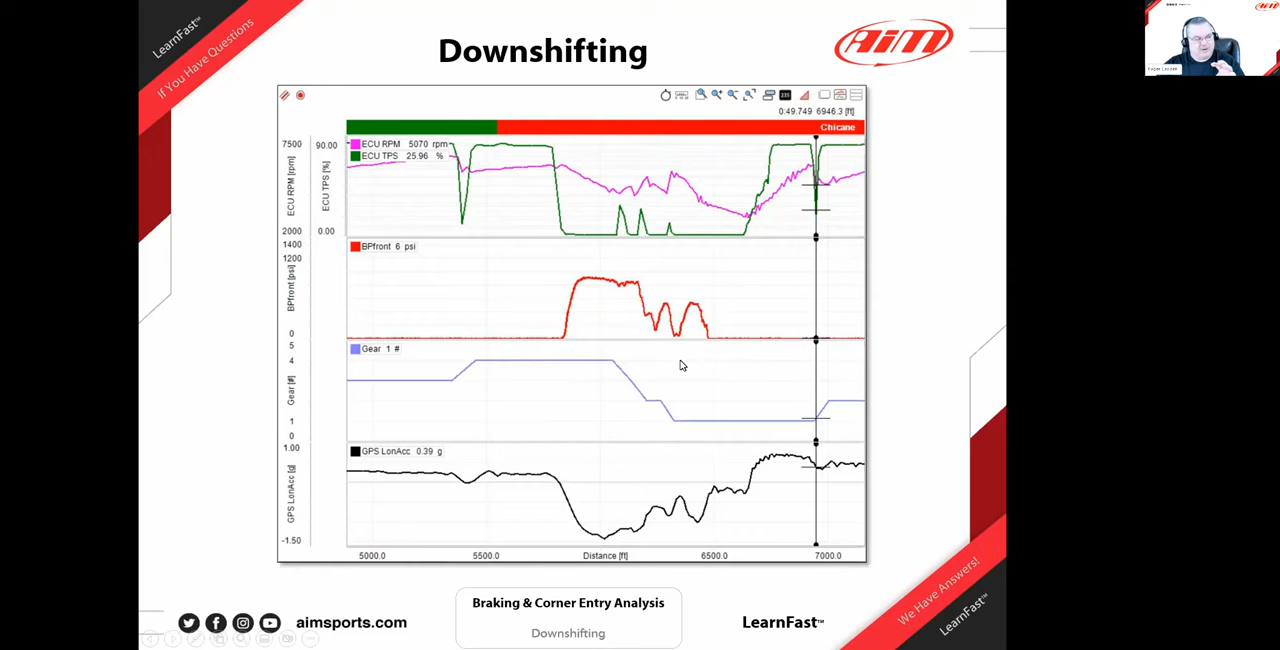 LearnFast™
If You Have Questions
Downshifting
AiM
0:49.749 6946.3 [ft]
Chicane
7500
90.00
ECU RPM 5070 rpm
ECU TPS 25.96 %
ECU RPM [rpm]
ECU TPS [%]
2000
0.00
1400
1200
BPfront 6 psi
BPfront [psi]
0
5
4
Gear 1 #
Gear [#]
1
0
1.00
GPS LonAcc 0.39 g
GPS LonAcc [g]
-1.50
5000.0 5500.0 Distance [ft] 6500.0 7000.0
Braking & Corner Entry Analysis
Downshifting
aimsports.com
LearnFast™
We Have Answers!
LearnFast™